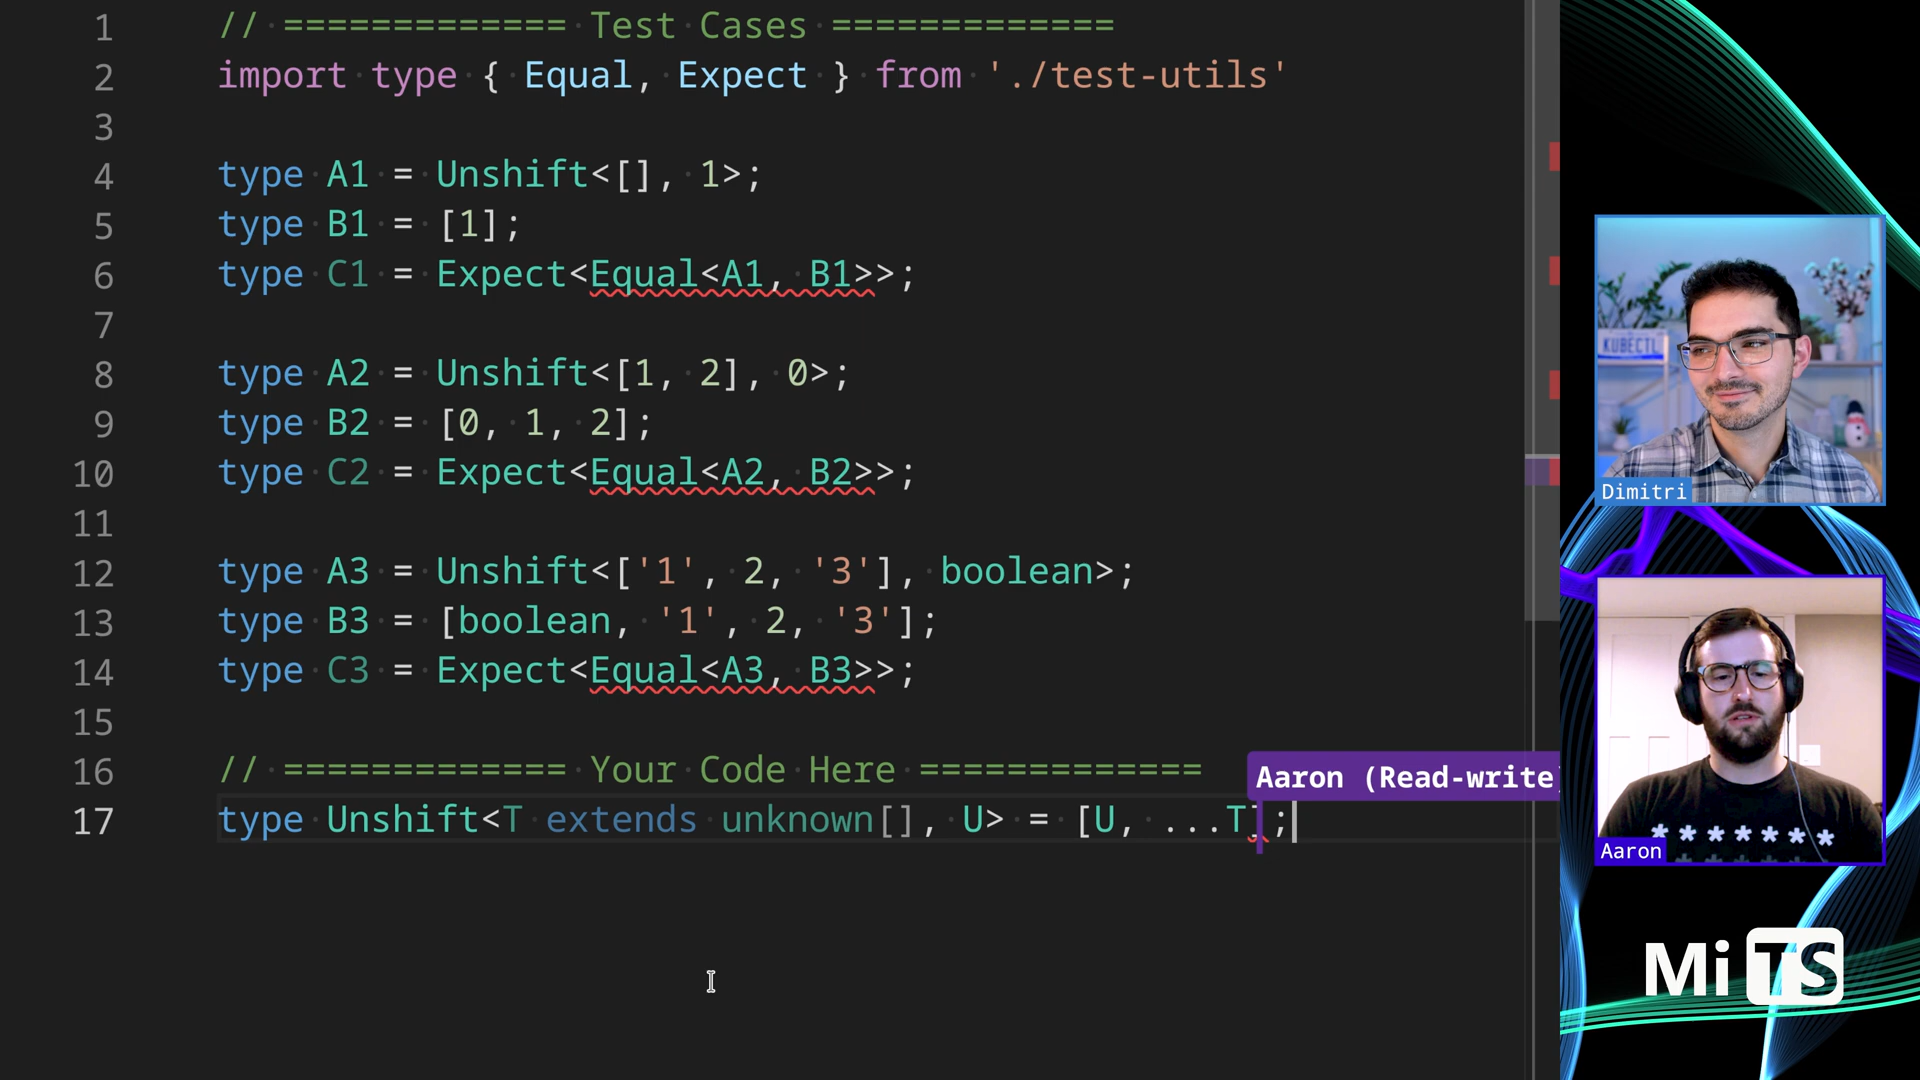 1 // ============= Test Cases =============
2 import type { Equal, Expect } from './test-utils'
3
4 type A1 = Unshift<[], 1>;
5 type B1 = [1];
6 type C1 = Expect<Equal<A1, B1>>;
7
8 type A2 = Unshift<[1, 2], 0>;
9 type B2 = [0, 1, 2];
10 type C2 = Expect<Equal<A2, B2>>;
11
12 type A3 = Unshift<['1', 2, '3'], boolean>;
13 type B3 = [boolean, '1', 2, '3'];
14 type C3 = Expect<Equal<A3, B3>>;
15
16 // ============= Your Code Here =============
Aaron (Read-write)
17 type Unshift<T extends unknown[], U> = [U, ...T];
KUBECTL
Dimitri
*******
Aaron
Mi TS